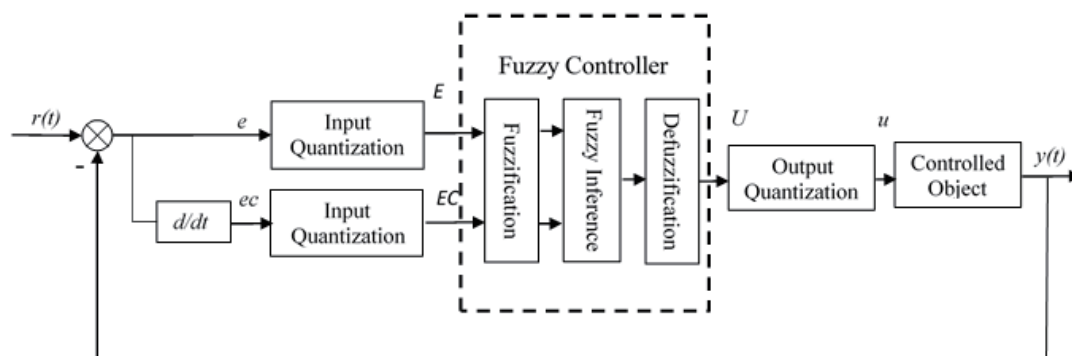 Fuzzy Controller
r(t)
-
e
Input
Quantization
E
d/dt
ec
Input
Quantization
EC
Fuzzification
Fuzzy Inference
Defuzzification
U
Output
Quantization
u
Controlled
Object
y(t)